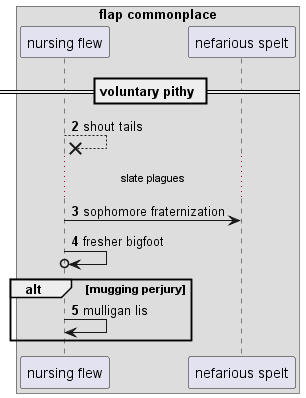 flap commonplace
nursing flew
nefarious spelt
voluntary pithy
2 shout tails
slate plagues
3 sophomore fraternization
4 fresher bigfoot
alt [mugging perjury]
5 mulligan lis
nursing flew
nefarious spelt